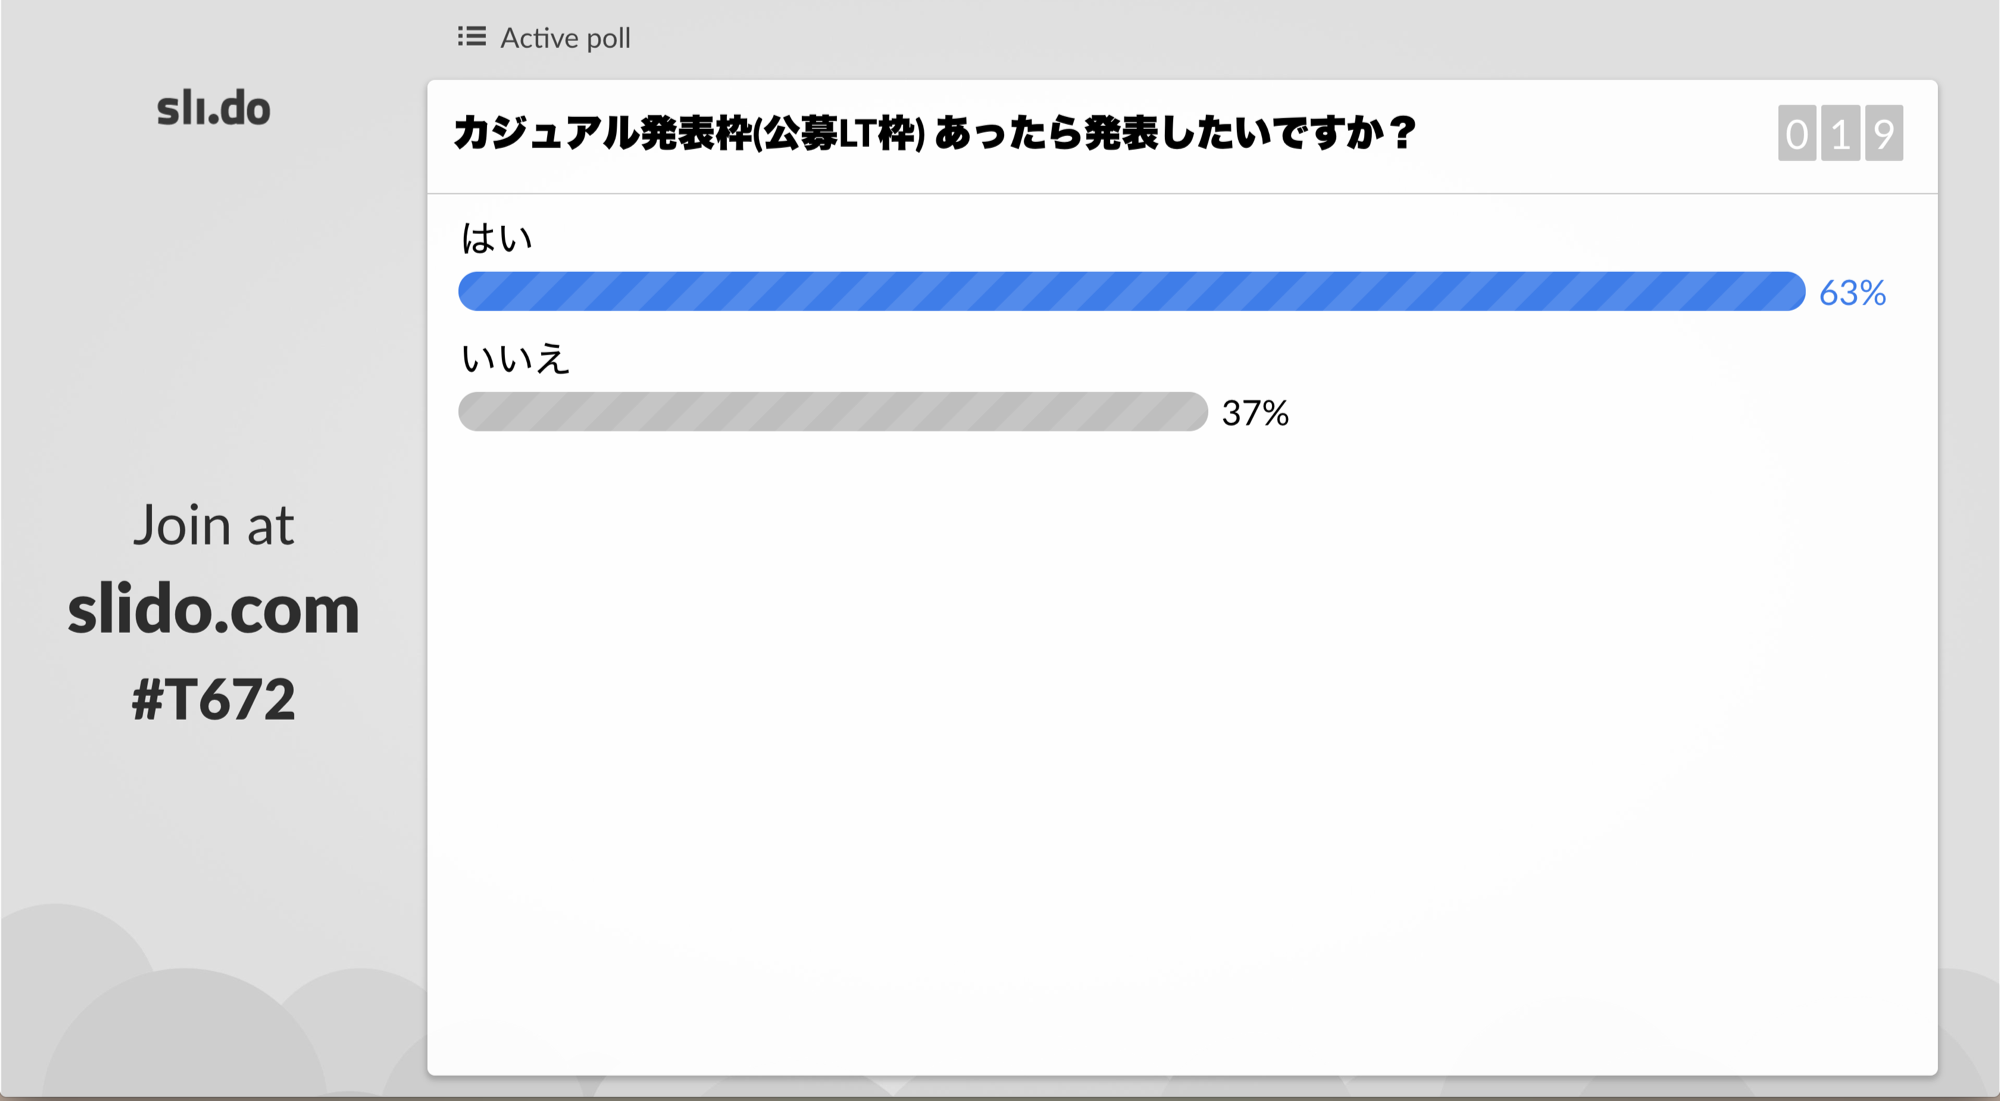 sli.do
Join at
slido.com
#T672
Active poll
カジュアル発表枠(公募LT枠) あったら発表したいですか？
019
はい
63%
いいえ
37%